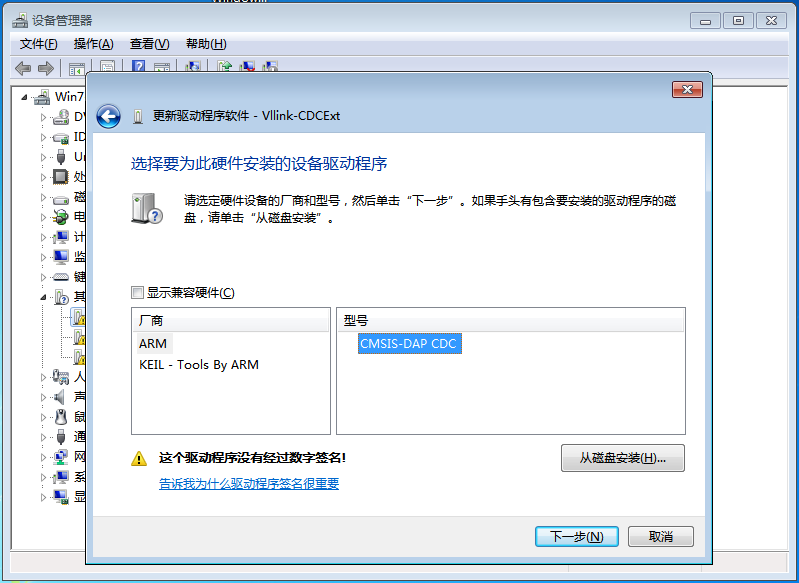 设备管理器
文件(F) 操作(A) 查看(V) 帮助(H)
Win7
更新驱动程序软件 - Vllink-CDCExt
选择要为此硬件安装的设备驱动程序
请选定硬件设备的厂商和型号，然后单击“下一步”。如果手头有包含要安装的驱动程序的磁
盘，请单击“从磁盘安装”。
显示兼容硬件(C)
厂商
ARM
KEIL - Tools By ARM
型号
CMSIS-DAP CDC
这个驱动程序没有经过数字签名!
告诉我为什么驱动程序签名很重要
从磁盘安装(H)...
下一步(N)
取消
ID
处
磁
电
计
监
键
其
人
声
鼠
通
网
系
显